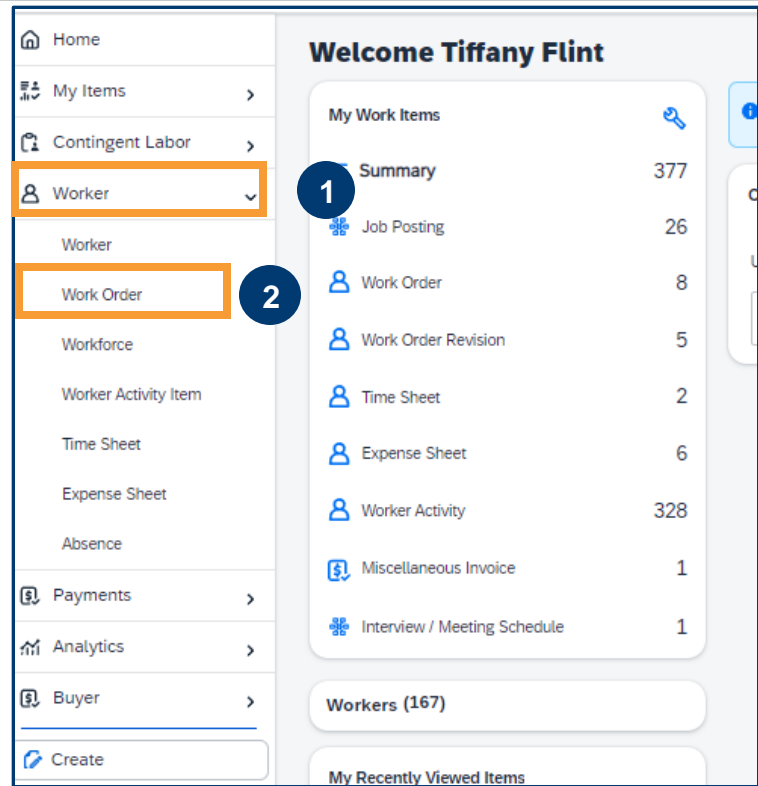 Home
My Items
Contingent Labor
Worker
1
Worker
Work Order
2
Workforce
Worker Activity Item
Time Sheet
Expense Sheet
Absence
Payments
Analytics
Buyer
Create
Welcome Tiffany Flint
My Work Items
Summary 377
Job Posting 26
Work Order 8
Work Order Revision 5
Time Sheet 2
Expense Sheet 6
Worker Activity 328
Miscellaneous Invoice 1
Interview / Meeting Schedule 1
Workers (167)
My Recently Viewed Items